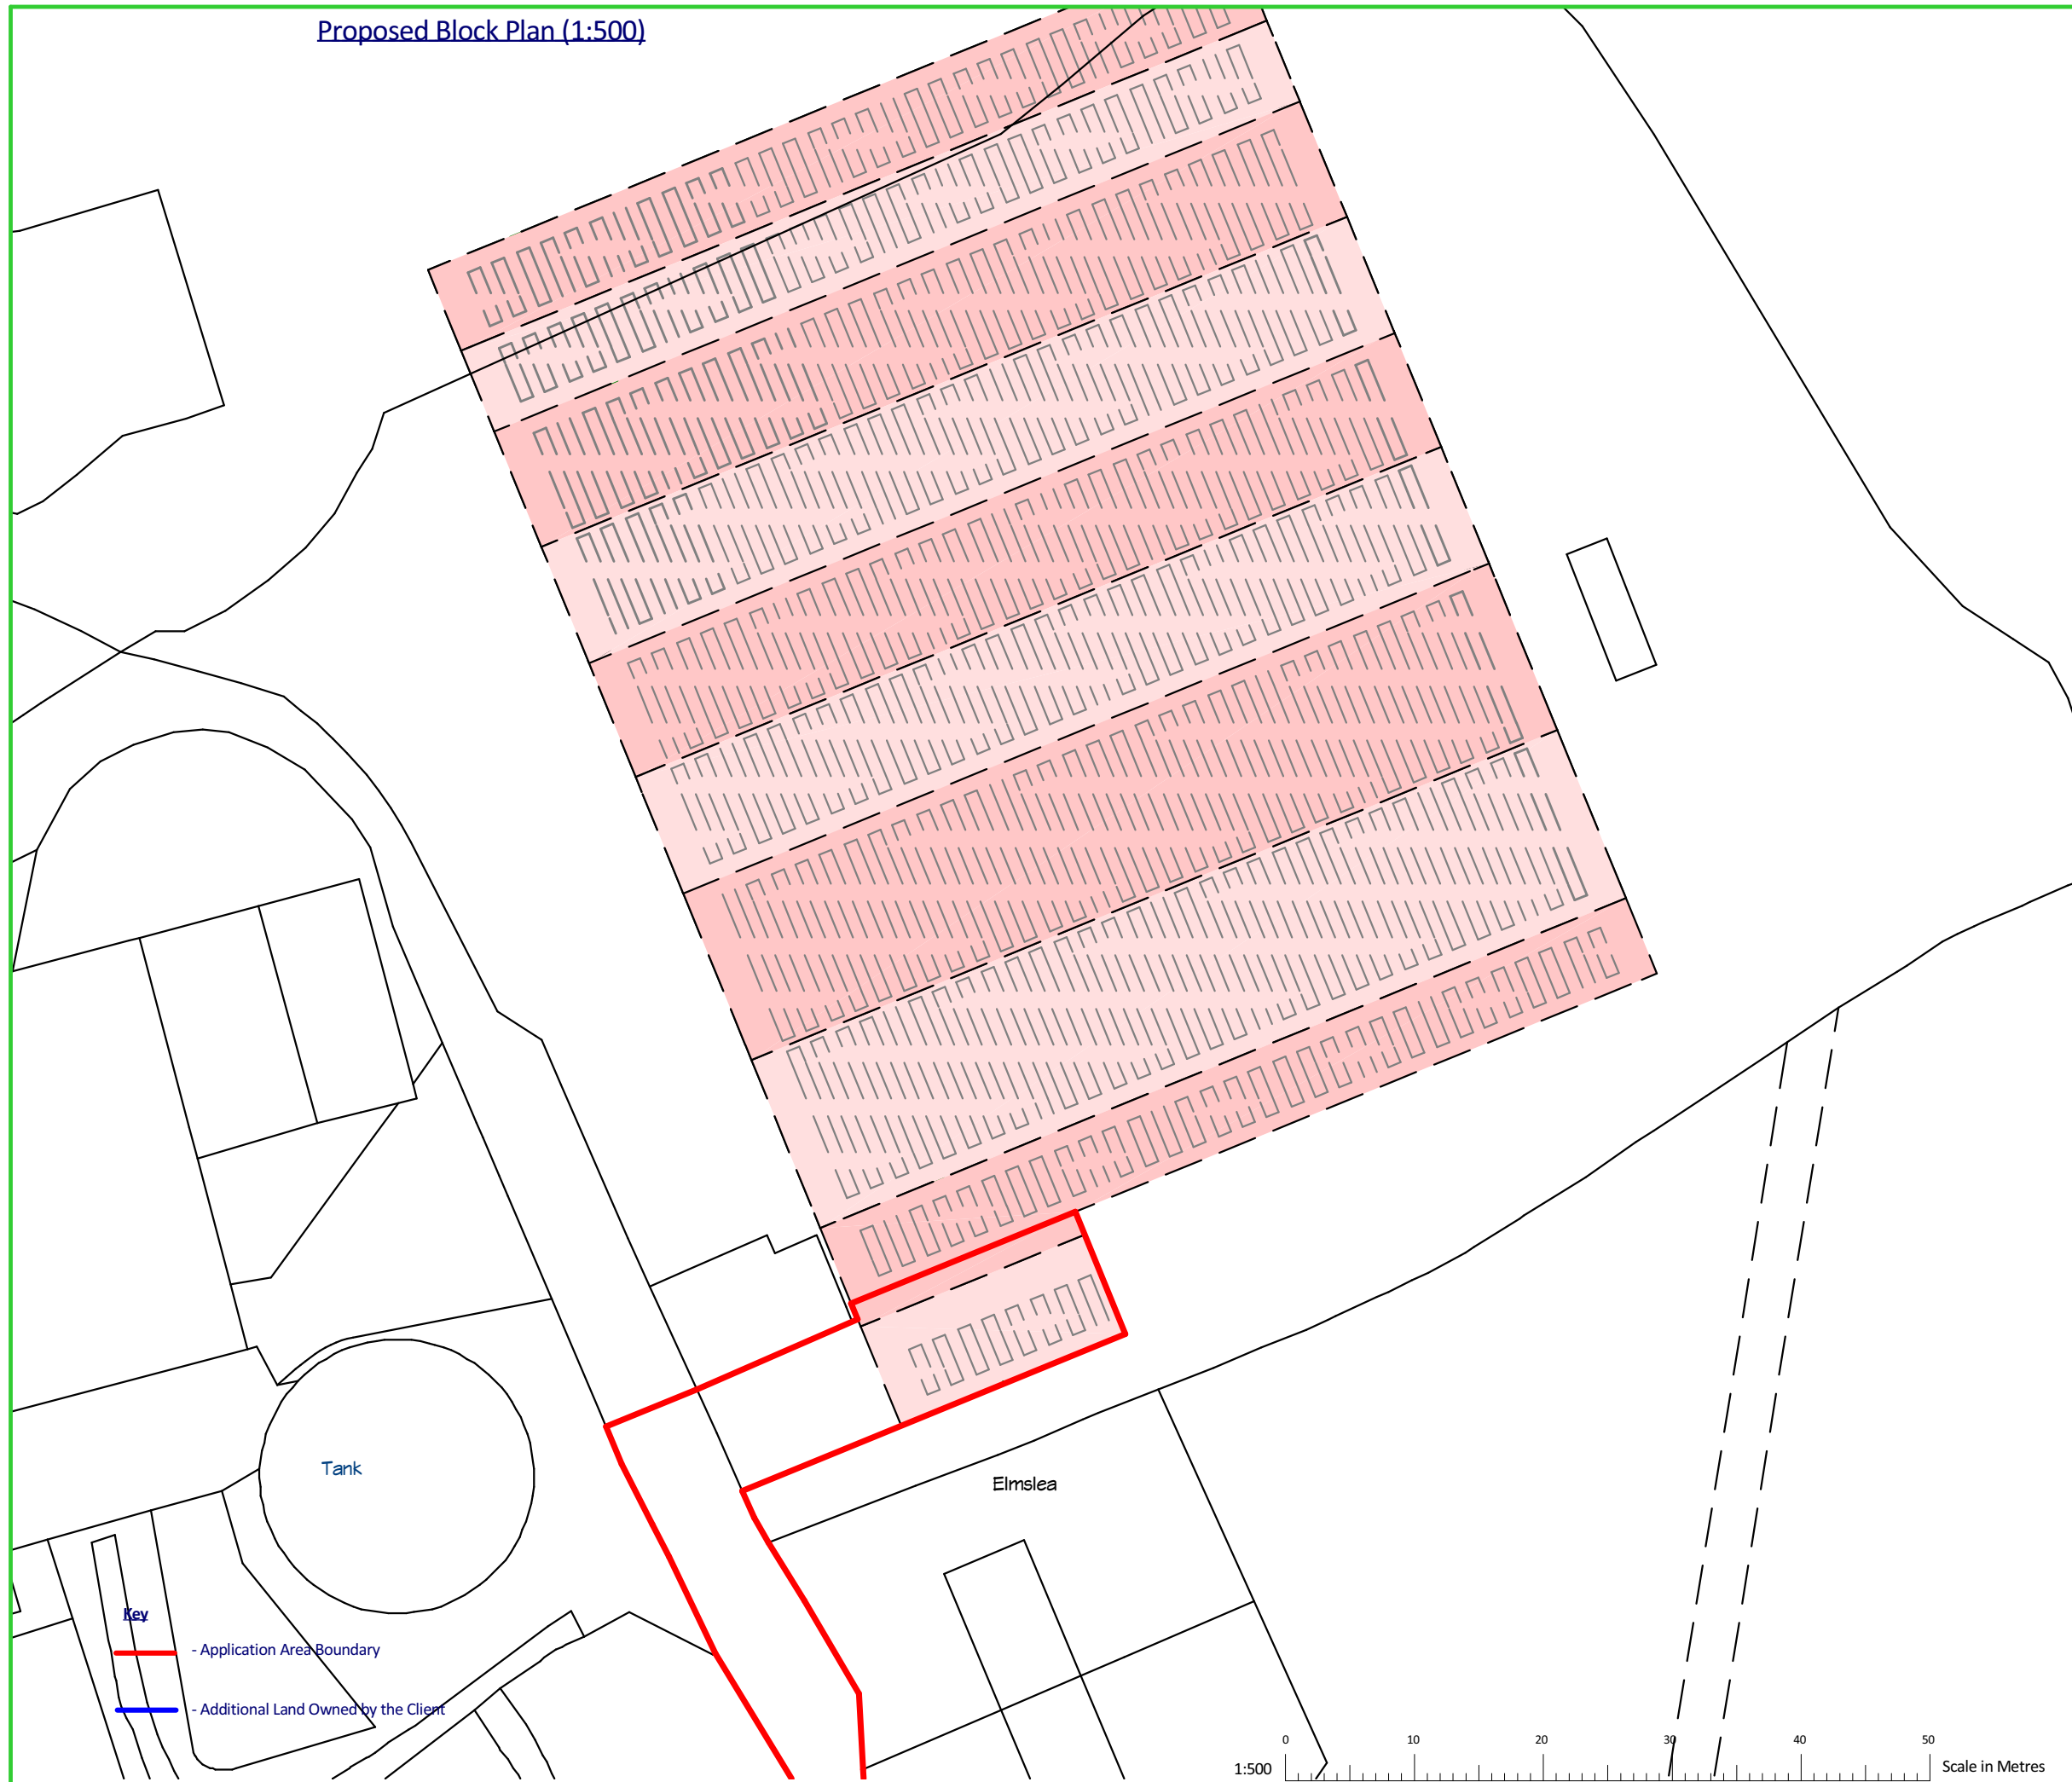 Proposed Block Plan (1:500)
Tank
Elmslea
Key
- Application Area Boundary
- Additional Land Owned by the Client
0 10 20 30 40 50
1:500 Scale in Metres